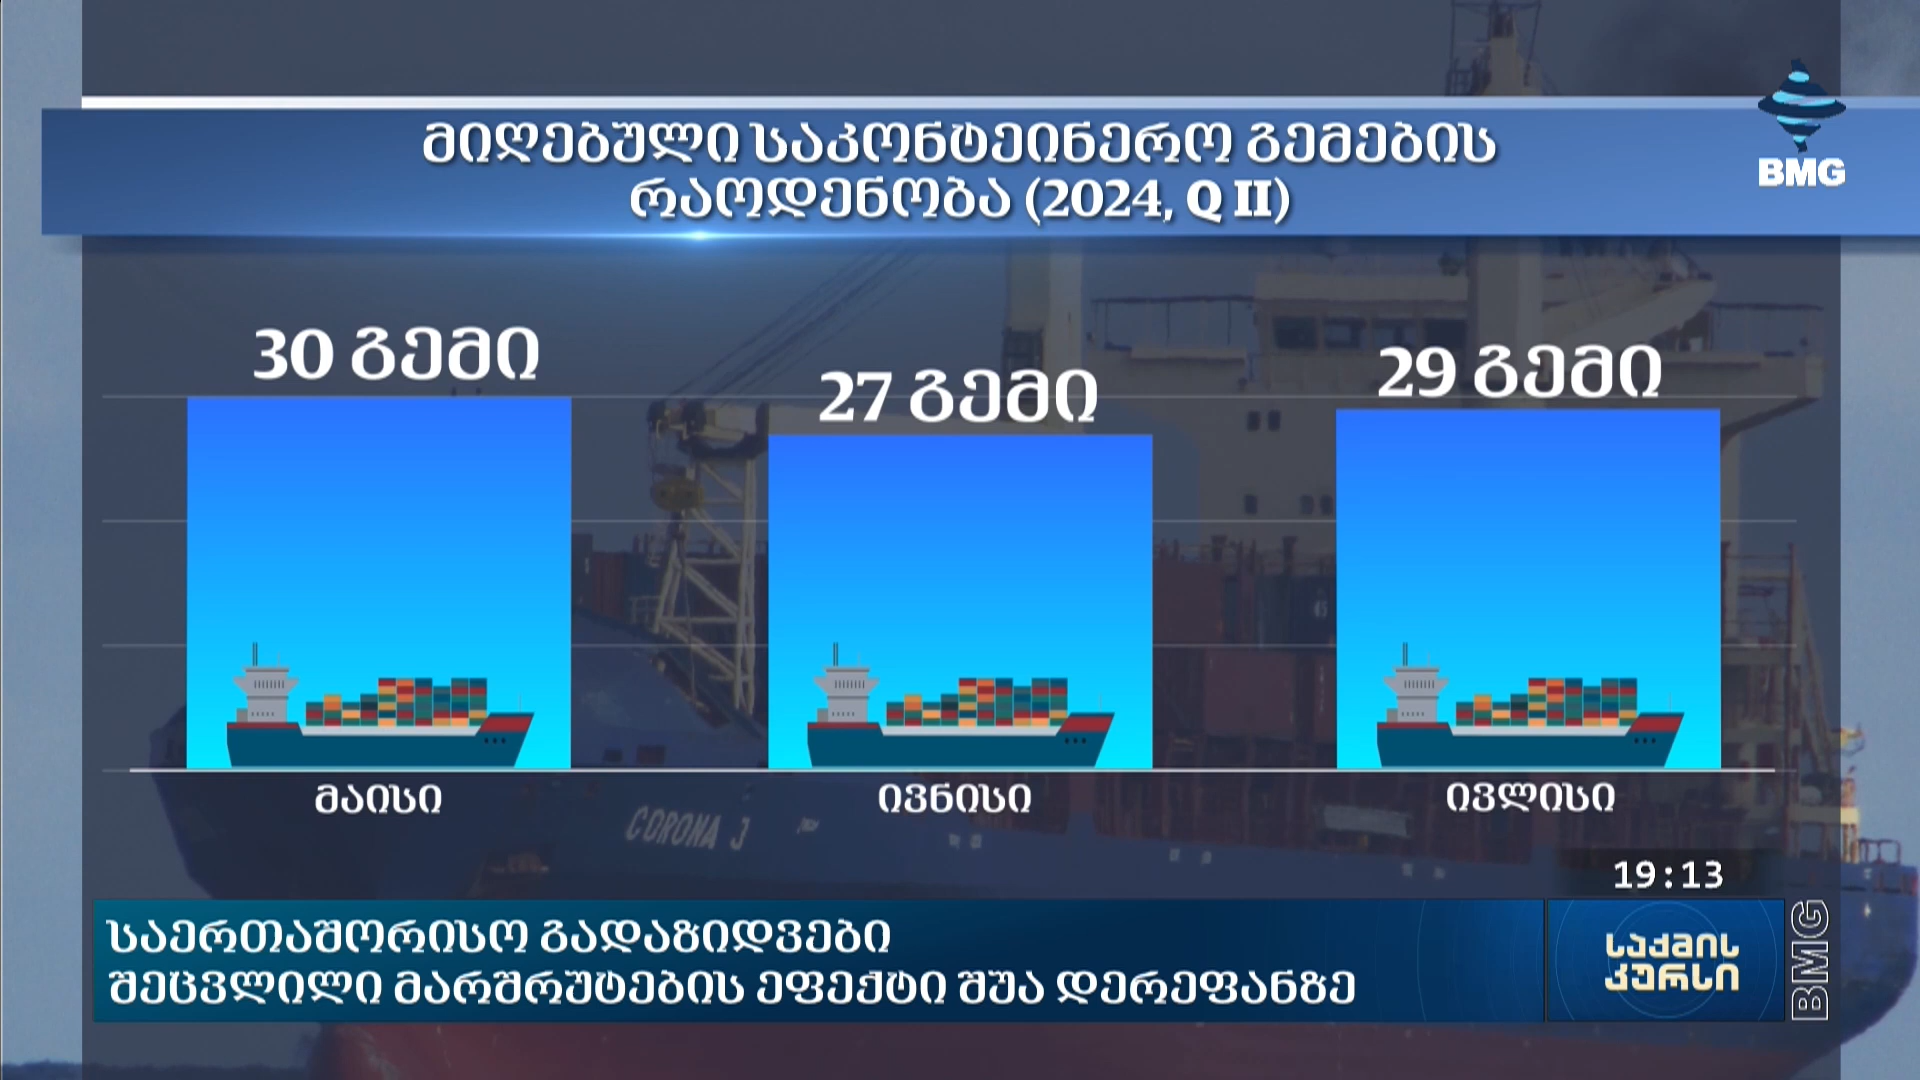 მიღებული საკონტეინერო გემების
რაოდენობა (2024, Q II)
BMG
30 გემი
27 გემი
29 გემი
მაისი
ივნისი
ივლისი
CORONA J
19:13
საერთაშორისო გადაზიდვები
შეცვლილი მარშრუტების ეფექტი შუა დერეფანზე
საქმის
კურსი
BMG